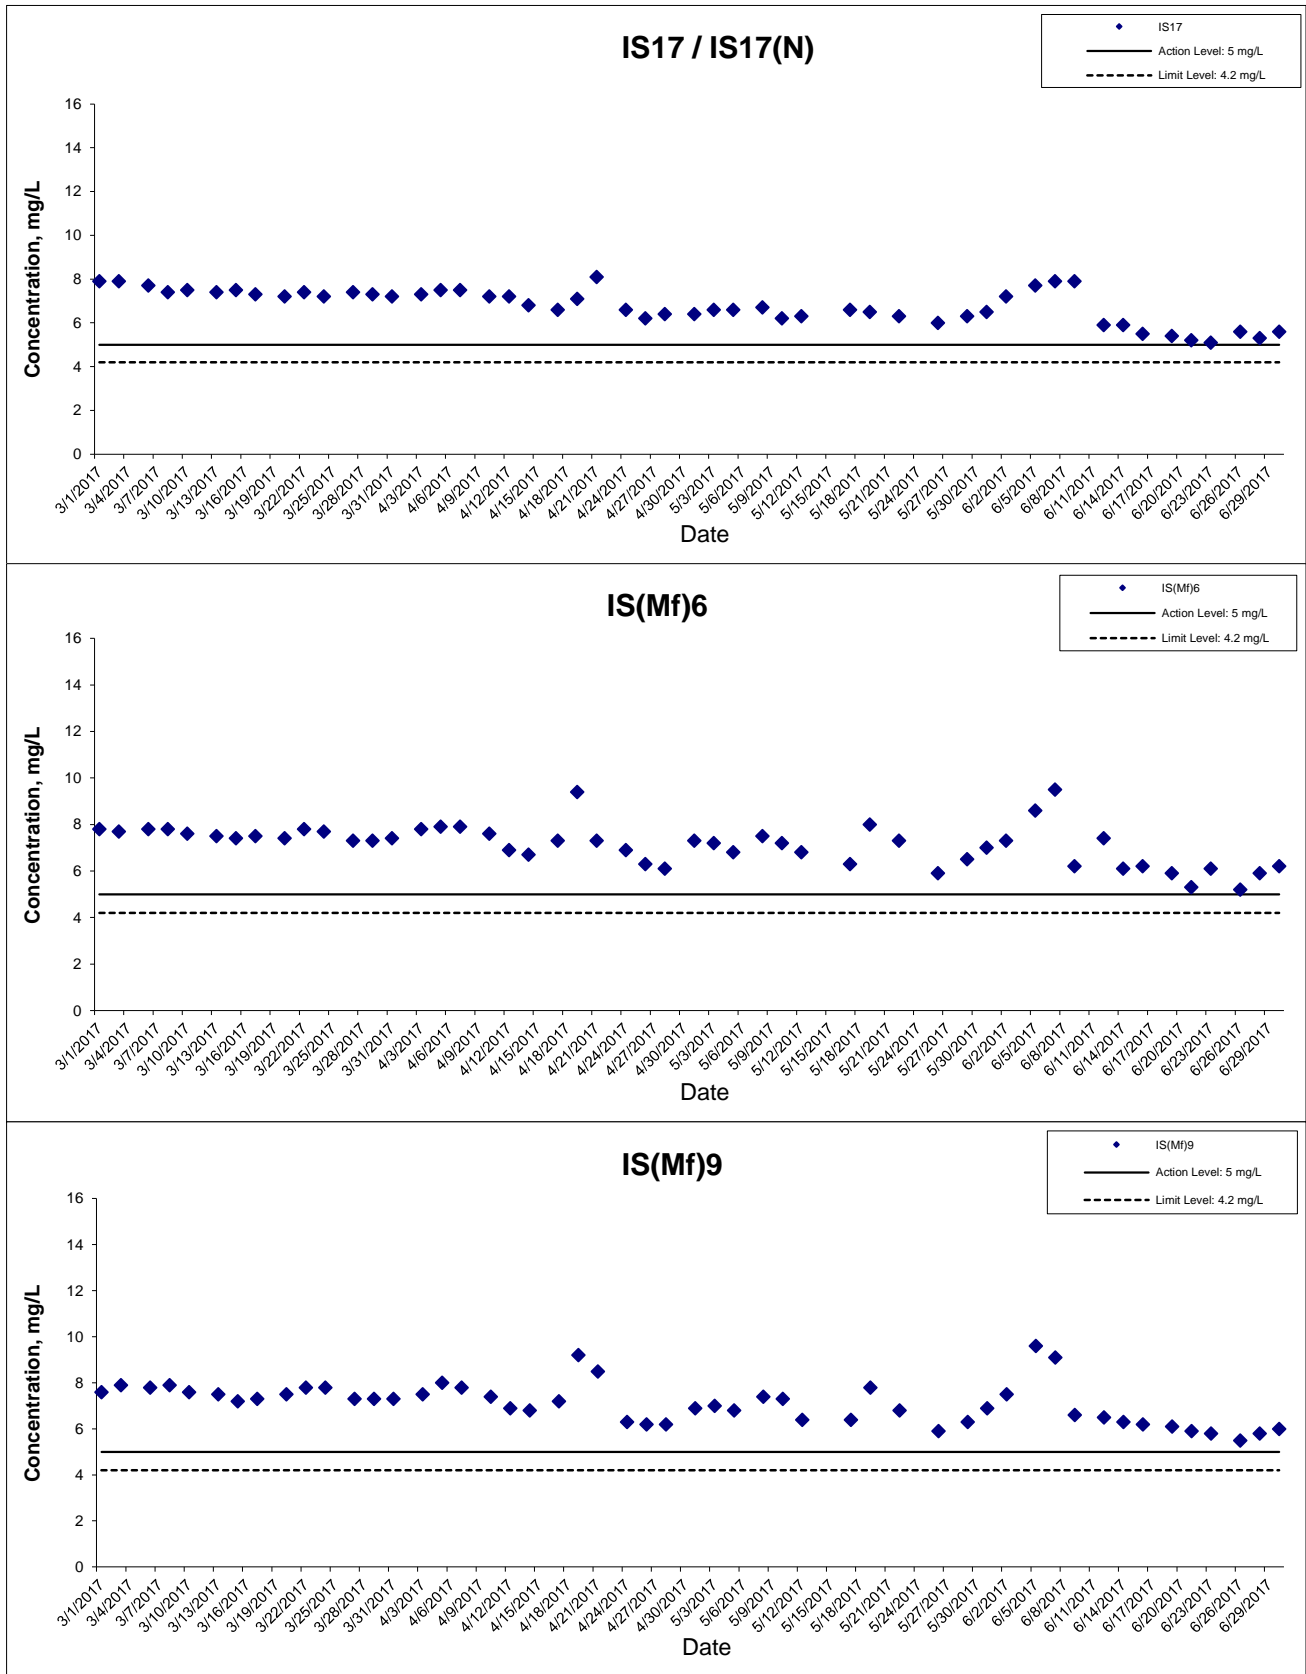 IS17 / IS17(N)
IS17
Action Level: 5 mg/L
Limit Level: 4.2 mg/L
Concentration, mg/L
16
14
12
10
8
6
4
2
0
3/1/2017 3/4/2017 3/7/2017 3/10/2017 3/13/2017 3/16/2017 3/19/2017 3/22/2017 3/25/2017 3/28/2017 3/31/2017 4/3/2017 4/6/2017 4/9/2017 4/12/2017 4/15/2017 4/18/2017 4/21/2017 4/24/2017 4/27/2017 4/30/2017 5/3/2017 5/6/2017 5/9/2017 5/12/2017 5/15/2017 5/18/2017 5/21/2017 5/24/2017 5/27/2017 5/30/2017 6/2/2017 6/5/2017 6/8/2017 6/11/2017 6/14/2017 6/17/2017 6/20/2017 6/23/2017 6/26/2017 6/29/2017
Date
IS(Mf)6
IS(Mf)6
Action Level: 5 mg/L
Limit Level: 4.2 mg/L
Concentration, mg/L
16
14
12
10
8
6
4
2
0
3/1/2017 3/4/2017 3/7/2017 3/10/2017 3/13/2017 3/16/2017 3/19/2017 3/22/2017 3/25/2017 3/28/2017 3/31/2017 4/3/2017 4/6/2017 4/9/2017 4/12/2017 4/15/2017 4/18/2017 4/21/2017 4/24/2017 4/27/2017 4/30/2017 5/3/2017 5/6/2017 5/9/2017 5/12/2017 5/15/2017 5/18/2017 5/21/2017 5/24/2017 5/27/2017 5/30/2017 6/2/2017 6/5/2017 6/8/2017 6/11/2017 6/14/2017 6/17/2017 6/20/2017 6/23/2017 6/26/2017 6/29/2017
Date
IS(Mf)9
IS(Mf)9
Action Level: 5 mg/L
Limit Level: 4.2 mg/L
Concentration, mg/L
16
14
12
10
8
6
4
2
0
3/1/2017 3/4/2017 3/7/2017 3/10/2017 3/13/2017 3/16/2017 3/19/2017 3/22/2017 3/25/2017 3/28/2017 3/31/2017 4/3/2017 4/6/2017 4/9/2017 4/12/2017 4/15/2017 4/18/2017 4/21/2017 4/24/2017 4/27/2017 4/30/2017 5/3/2017 5/6/2017 5/9/2017 5/12/2017 5/15/2017 5/18/2017 5/21/2017 5/24/2017 5/27/2017 5/30/2017 6/2/2017 6/5/2017 6/8/2017 6/11/2017 6/14/2017 6/17/2017 6/20/2017 6/23/2017 6/26/2017 6/29/2017
Date